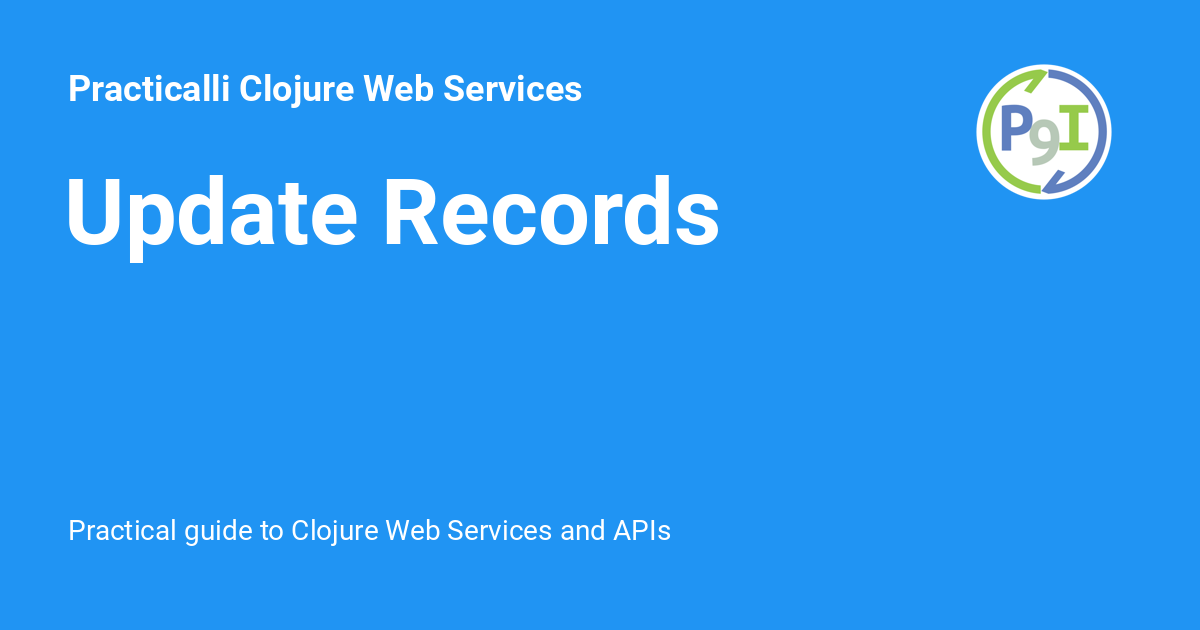 Practicalli Clojure Web Services
P9I
Update Records
Practical guide to Clojure Web Services and APIs